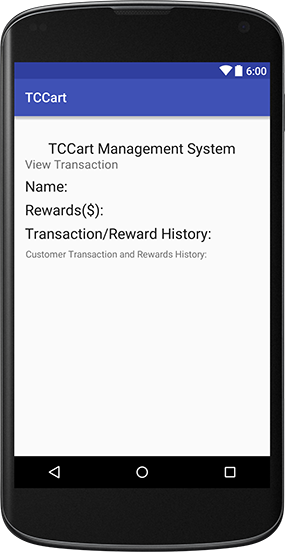 6:00
TCCart
TCCart Management System
View Transaction
Name:
Rewards($):
Transaction/Reward History:
Customer Transaction and Rewards History: